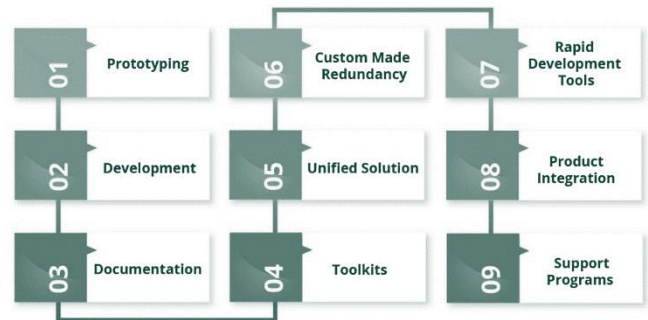 01
Prototyping
02
Development
03
Documentation
04
Toolkits
05
Unified Solution
06
Custom Made
Redundancy
07
Rapid
Development
Tools
08
Product
Integration
09
Support
Programs